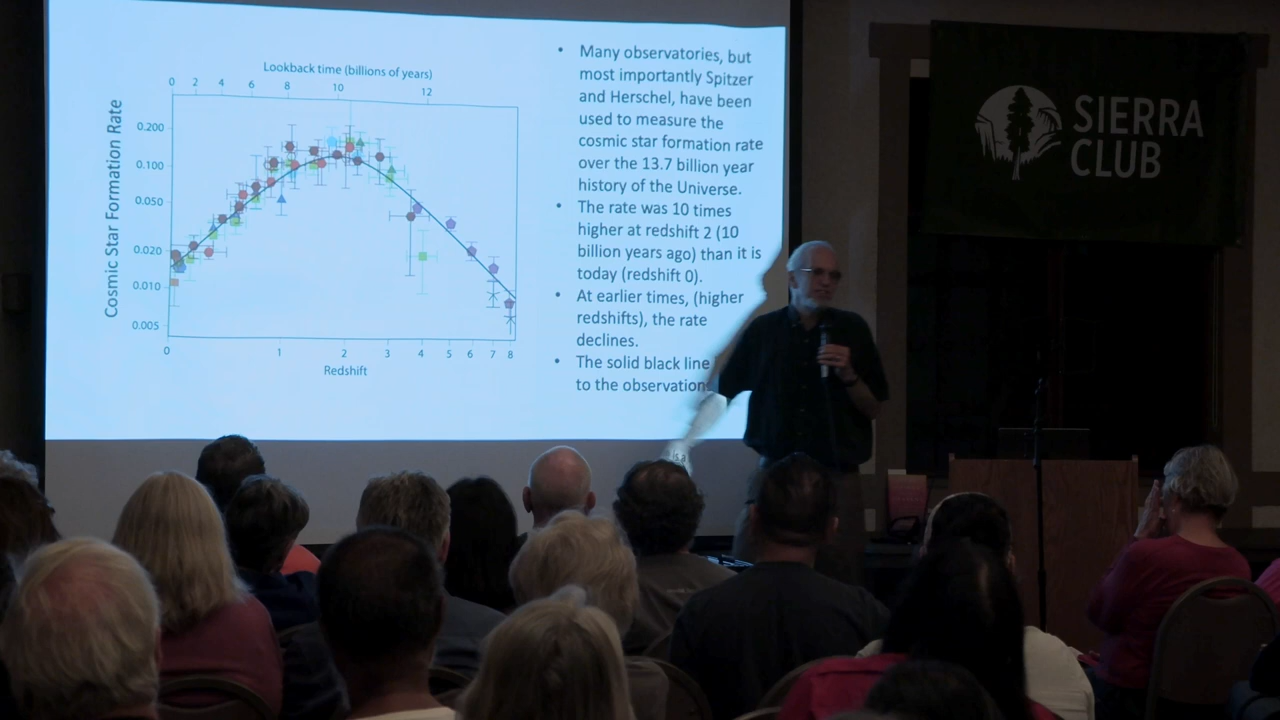 Lookback time (billions of years)
0 2 4 6 8 10 12
Cosmic Star Formation Rate
0.200
0.100
0.050
0.020
0.010
0.005
0 1 2 3 4 5 6 7 8
Redshift
• Many observatories, but
most importantly Spitzer
and Herschel, have been
used to measure the
cosmic star formation rate
over the 13.7 billion year
history of the Universe.
• The rate was 10 times
higher at redshift 2 (10
billion years ago) than it is
today (redshift 0).
• At earlier times, (higher
redshifts), the rate
declines.
• The solid black line
to the observation
is a
SIERRA
CLUB